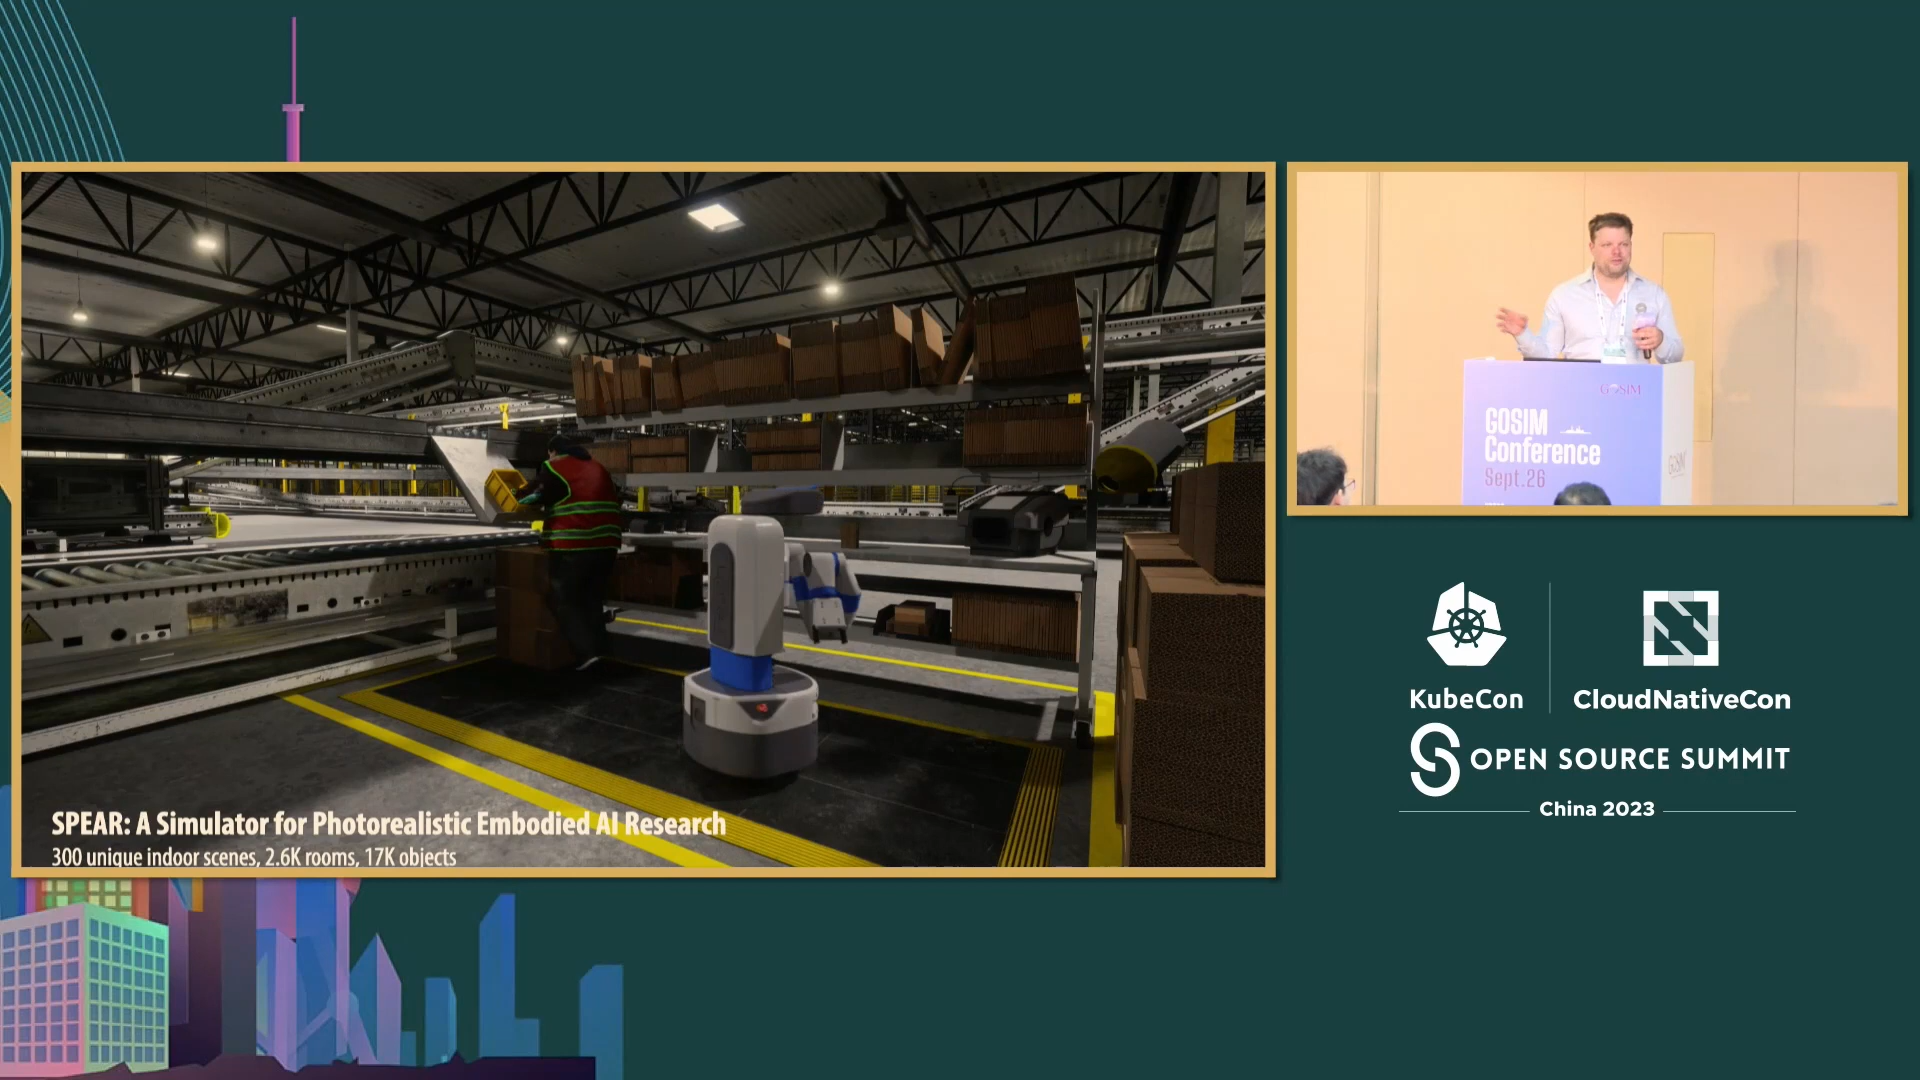 SPEAR: A Simulator for Photorealistic Embodied AI Research
300 unique indoor scenes, 2.6K rooms, 17K objects
GOSIM
GOSIM
Conference
Sept.26
GOSIM
KubeCon
CloudNativeCon
OPEN SOURCE SUMMIT
China 2023